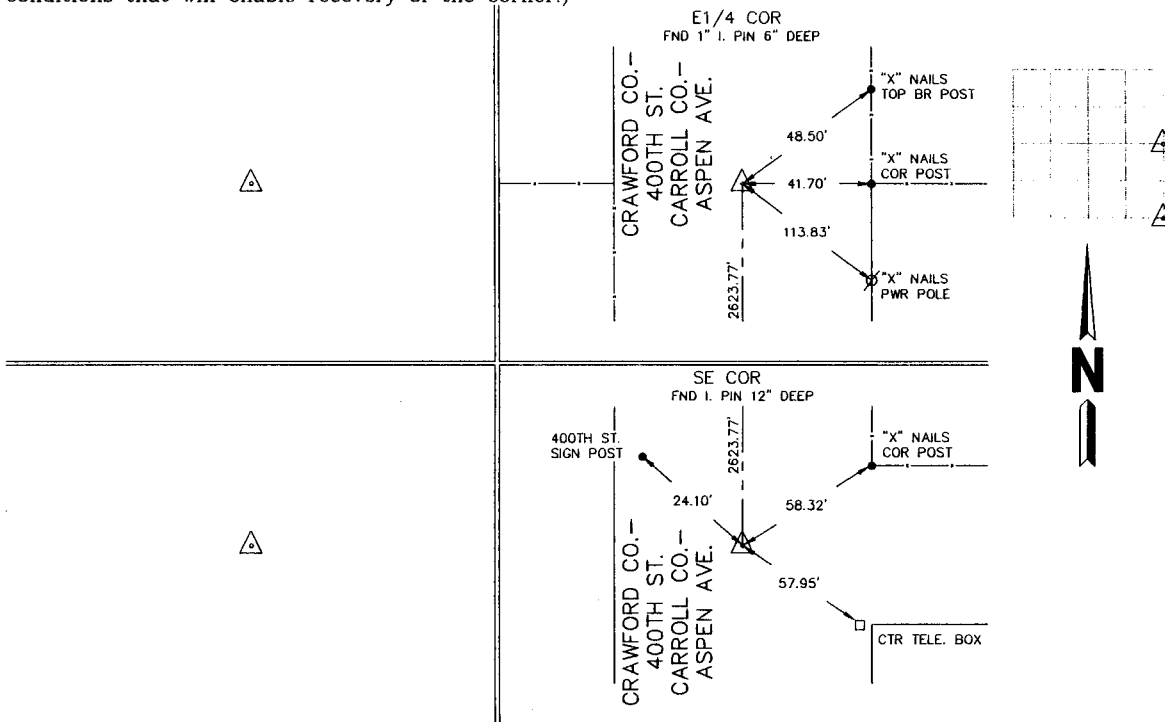 conditions that will enable recovery of the corner.)
E1/4 COR
FND 1" I. PIN 6" DEEP
CRAWFORD CO.-
400TH ST.
CARROLL CO.-
ASPEN AVE.
"X" NAILS
TOP BR POST
48.50'
"X" NAILS
COR POST
41.70'
113.83'
"X" NAILS
PWR POLE
2623.77'
N
SE COR
FND I. PIN 12" DEEP
400TH ST.
SIGN POST
2623.77'
"X" NAILS
COR POST
24.10'
58.32'
CRAWFORD CO.-
400TH ST.
CARROLL CO.-
ASPEN AVE.
57.95'
CTR TELE. BOX